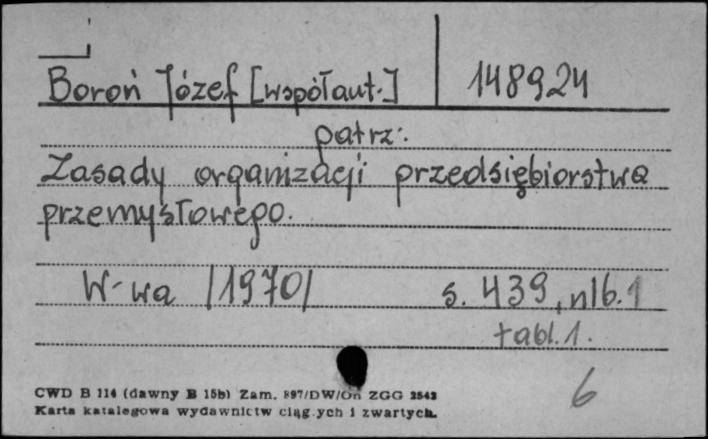 Boroń Józef [współaut.] 148924
patrz:
Zasady organizacji przedsiębiorstwa
przemysłowego.
W-wa /1970/ s. 439, nlb. 1
tabl. 1.
6
CWD B 114 (dawny B 15b) Zam. 897/DW/On ZGG 2542
Karta katalogowa wydawnictw ciąg.ych i zwartych.